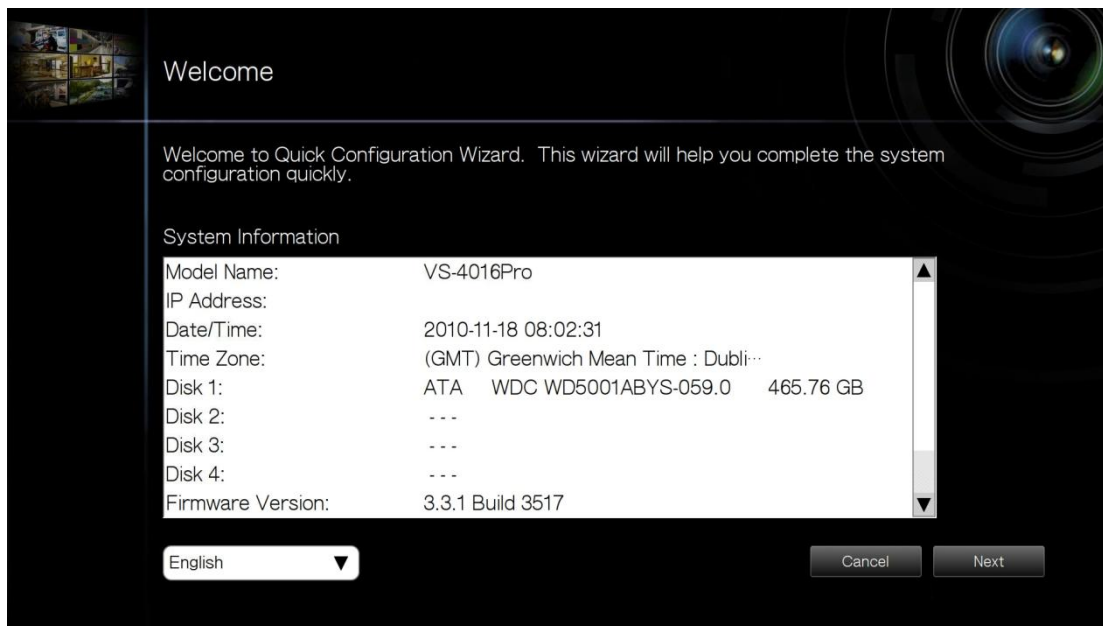 Welcome
Welcome to Quick Configuration Wizard. This wizard will help you complete the system
configuration quickly.
System Information
Model Name: VS-4016Pro
IP Address:
Date/Time: 2010-11-18 08:02:31
Time Zone: (GMT) Greenwich Mean Time : Dubli···
Disk 1: ATA WDC WD5001ABYS-059.0 465.76 GB
Disk 2: - - -
Disk 3: - - -
Disk 4: - - -
Firmware Version: 3.3.1 Build 3517
English ▼ Cancel Next